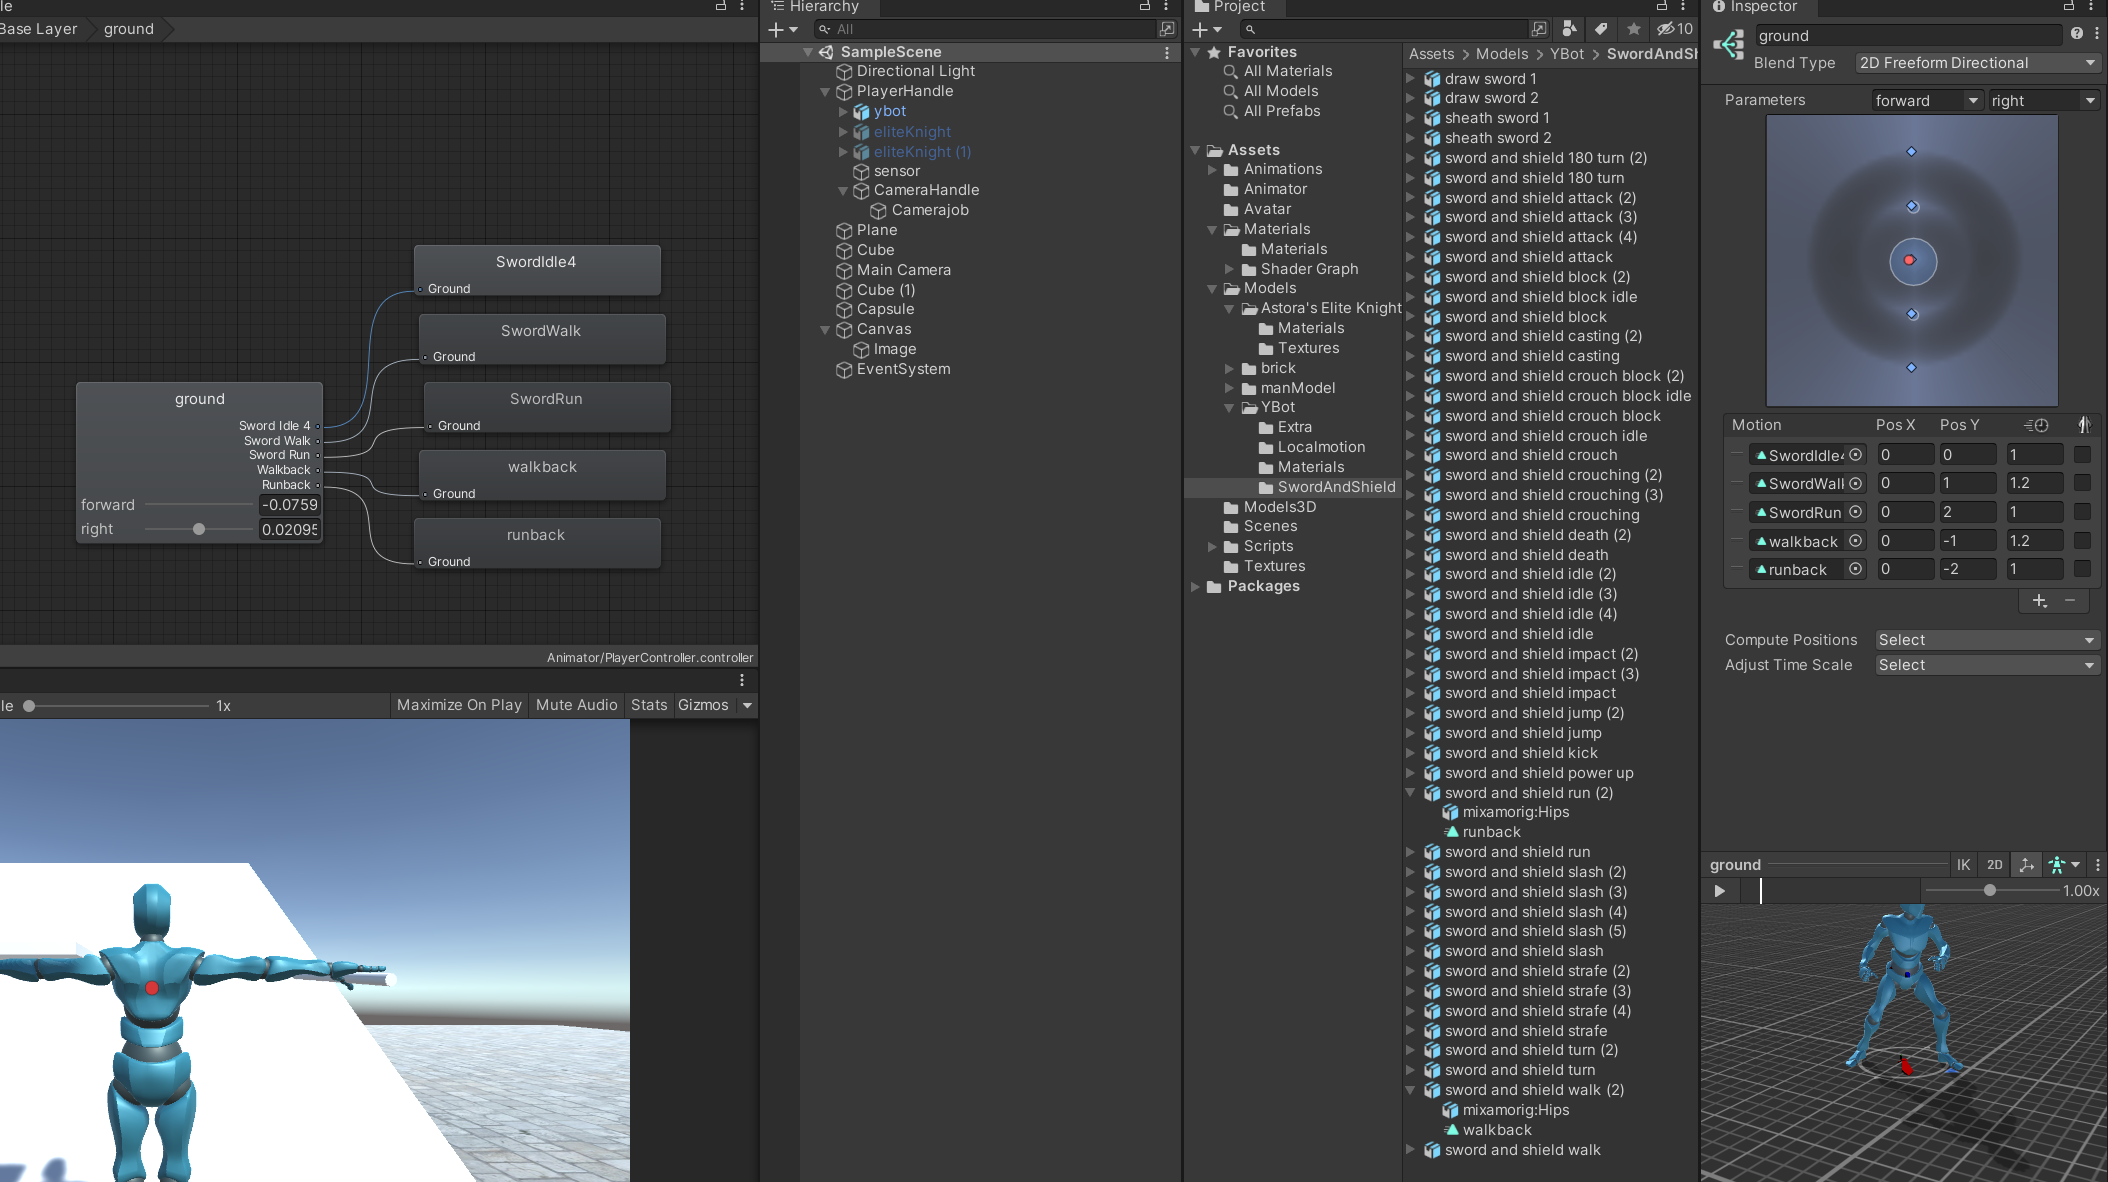 le
Base Layer
ground
SwordIdle4
Ground
SwordWalk
Ground
SwordRun
Ground
walkback
Ground
runback
Ground
ground
Sword Idle 4
Sword Walk
Sword Run
Walkback
Runback
forward
-0.0759
right
0.02095
Animator/PlayerController.controller
le
1x
Maximize On Play
Mute Audio
Stats
Gizmos
Hierarchy
All
SampleScene
Directional Light
PlayerHandle
ybot
eliteKnight
eliteKnight (1)
sensor
CameraHandle
Camerajob
Plane
Cube
Main Camera
Cube (1)
Capsule
Canvas
Image
EventSystem
Project
10
Favorites
All Materials
All Models
All Prefabs
Assets
Animations
Animator
Avatar
Materials
Materials
Shader Graph
Models
Astora's Elite Knight
Materials
Textures
brick
manModel
YBot
Extra
Localmotion
Materials
SwordAndShield
Models3D
Scenes
Scripts
Textures
Packages
Assets > Models > YBot > SwordAndSh
draw sword 1
draw sword 2
sheath sword 1
sheath sword 2
sword and shield 180 turn (2)
sword and shield 180 turn
sword and shield attack (2)
sword and shield attack (3)
sword and shield attack (4)
sword and shield attack
sword and shield block (2)
sword and shield block idle
sword and shield block
sword and shield casting (2)
sword and shield casting
sword and shield crouch block (2)
sword and shield crouch block idle
sword and shield crouch block
sword and shield crouch idle
sword and shield crouch
sword and shield crouching (2)
sword and shield crouching (3)
sword and shield crouching
sword and shield death (2)
sword and shield death
sword and shield idle (2)
sword and shield idle (3)
sword and shield idle (4)
sword and shield idle
sword and shield impact (2)
sword and shield impact (3)
sword and shield impact
sword and shield jump (2)
sword and shield jump
sword and shield kick
sword and shield power up
sword and shield run (2)
mixamorig:Hips
runback
sword and shield run
sword and shield slash (2)
sword and shield slash (3)
sword and shield slash (4)
sword and shield slash (5)
sword and shield slash
sword and shield strafe (2)
sword and shield strafe (3)
sword and shield strafe (4)
sword and shield strafe
sword and shield turn (2)
sword and shield turn
sword and shield walk (2)
mixamorig:Hips
walkback
sword and shield walk
Inspector
ground
Blend Type
2D Freeform Directional
Parameters
forward
right
Motion Pos X Pos Y
SwordIdle4 0 0 1
SwordWalk 0 1 1.2
SwordRun 0 2 1
walkback 0 -1 1.2
runback 0 -2 1
Compute Positions
Select
Adjust Time Scale
Select
ground
IK
2D
1.00x